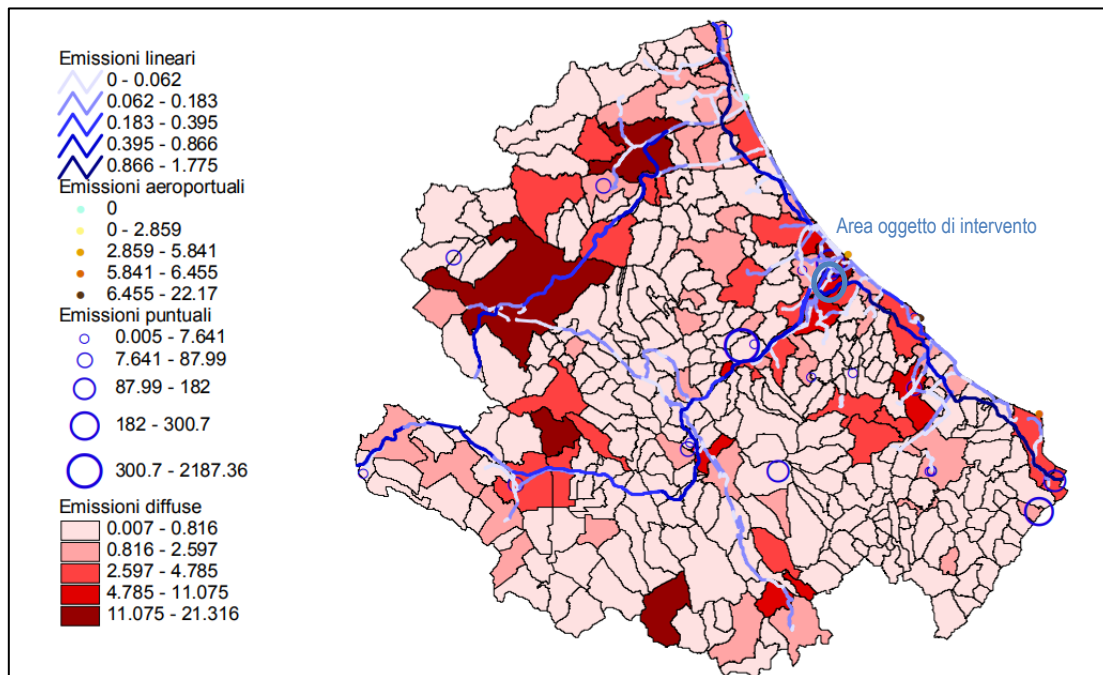 Emissioni lineari
0 - 0.062
0.062 - 0.183
0.183 - 0.395
0.395 - 0.866
0.866 - 1.775
Emissioni aeroportuali
0
0 - 2.859
2.859 - 5.841
5.841 - 6.455
6.455 - 22.17
Emissioni puntuali
0.005 - 7.641
7.641 - 87.99
87.99 - 182
182 - 300.7
300.7 - 2187.36
Emissioni diffuse
0.007 - 0.816
0.816 - 2.597
2.597 - 4.785
4.785 - 11.075
11.075 - 21.316
Area oggetto di intervento